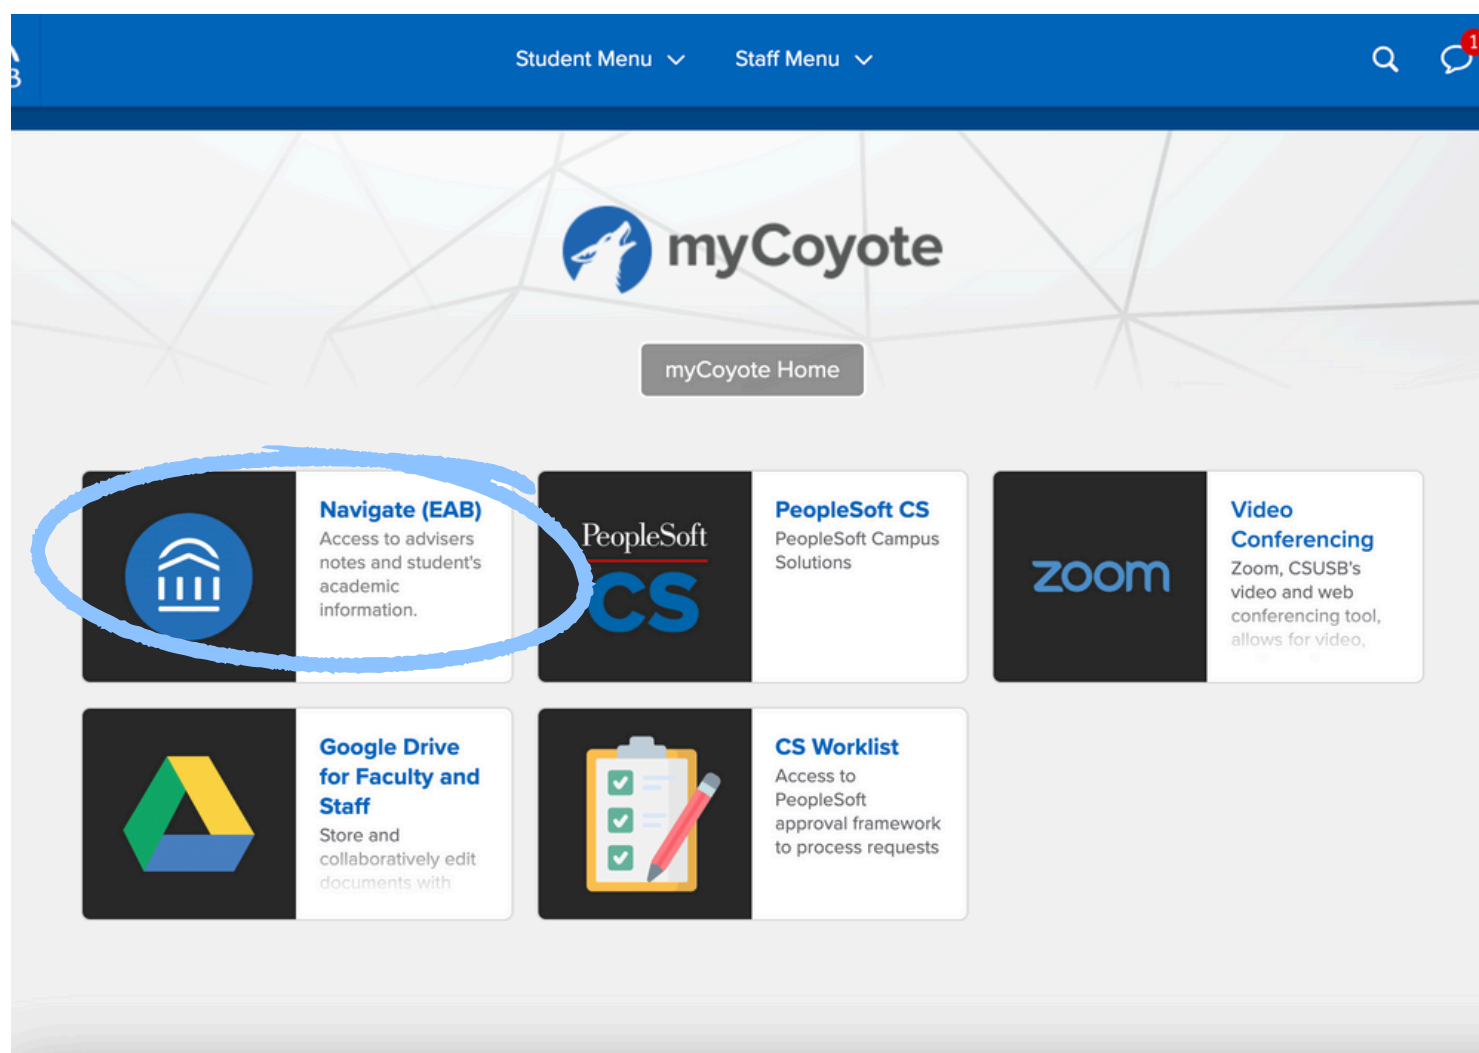 Student Menu
Staff Menu
1
myCoyote
myCoyote Home
Navigate (EAB)
Access to advisers
notes and student's
academic
information.
PeopleSoft
CS
PeopleSoft CS
PeopleSoft Campus
Solutions
zoom
Video
Conferencing
Zoom, CSUSB's
video and web
conferencing tool,
allows for video,
Google Drive
for Faculty and
Staff
Store and
collaboratively edit
documents with
CS Worklist
Access to
PeopleSoft
approval framework
to process requests